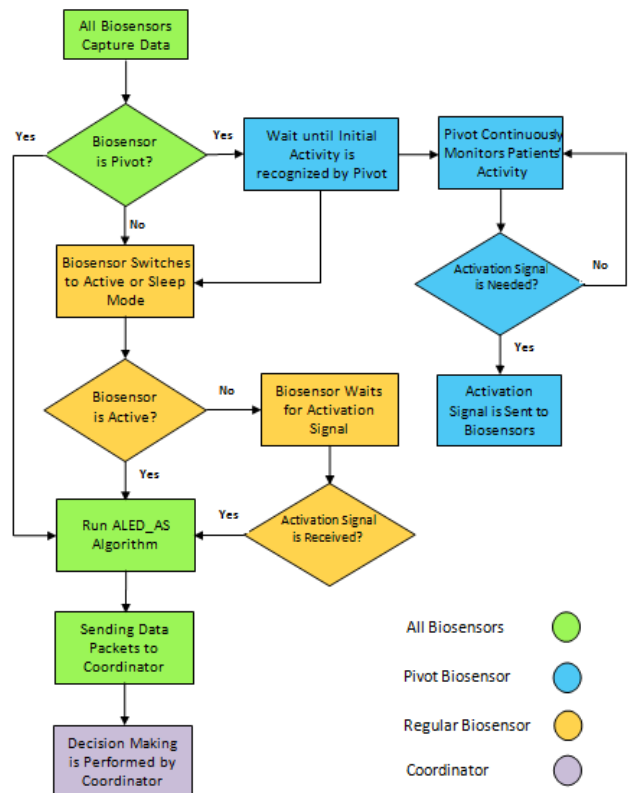 All Biosensors
Capture Data
Yes
Biosensor
is Pivot?
Yes
Wait until Initial
Activity is
recognized by Pivot
Pivot Continuously
Monitors Patients'
Activity
No
Biosensor Switches
to Active or Sleep
Mode
Activation Signal
is Needed?
No
Yes
Biosensor
is Active?
No
Biosensor Waits
for Activation
Signal
Activation
Signal is Sent to
Biosensors
Yes
Run ALED_AS
Algorithm
Yes
Activation Signal
is Received?
Sending Data
Packets to
Coordinator
Decision Making
is Performed by
Coordinator
All Biosensors
Pivot Biosensor
Regular Biosensor
Coordinator